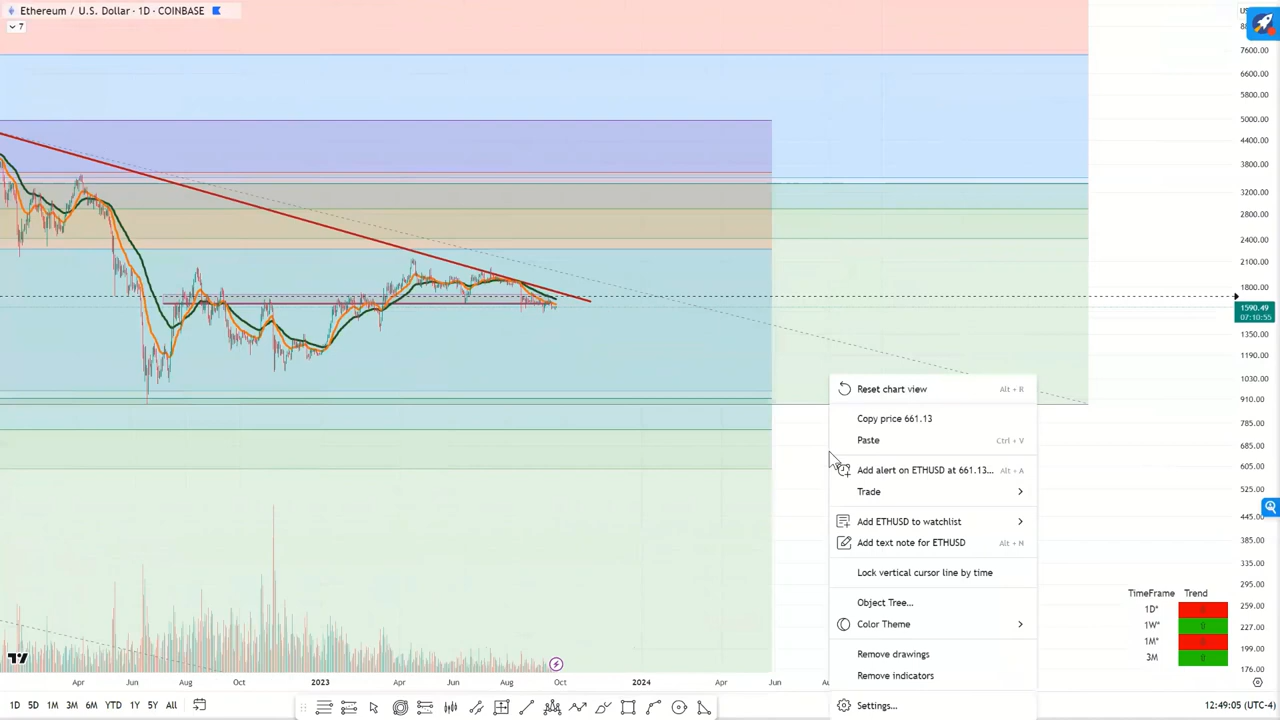 Ethereum / U.S. Dollar · 1D · COINBASE
7
7600.00
6600.00
5800.00
5000.00
4400.00
3800.00
3200.00
2800.00
2400.00
2100.00
1800.00
1590.49
07:10:55
1350.00
1190.00
1030.00
910.00
785.00
685.00
605.00
525.00
445.00
385.00
335.00
295.00
259.00
227.00
199.00
176.00
Reset chart view Alt + R
Copy price 661.13
Paste Ctrl + V
Add alert on ETHUSD at 661.13... Alt + A
Trade
Add ETHUSD to watchlist
Add text note for ETHUSD Alt + N
Lock vertical cursor line by time
Object Tree...
Color Theme
Remove drawings
Remove indicators
Settings...
TimeFrame Trend
1D*
1W*
1M*
3M
Apr Jun Aug Oct 2023 Apr Jun Aug Oct 2024 Apr Jun
1D 5D 1M 3M 6M YTD 1Y 5Y All
12:49:05 (UTC-4)